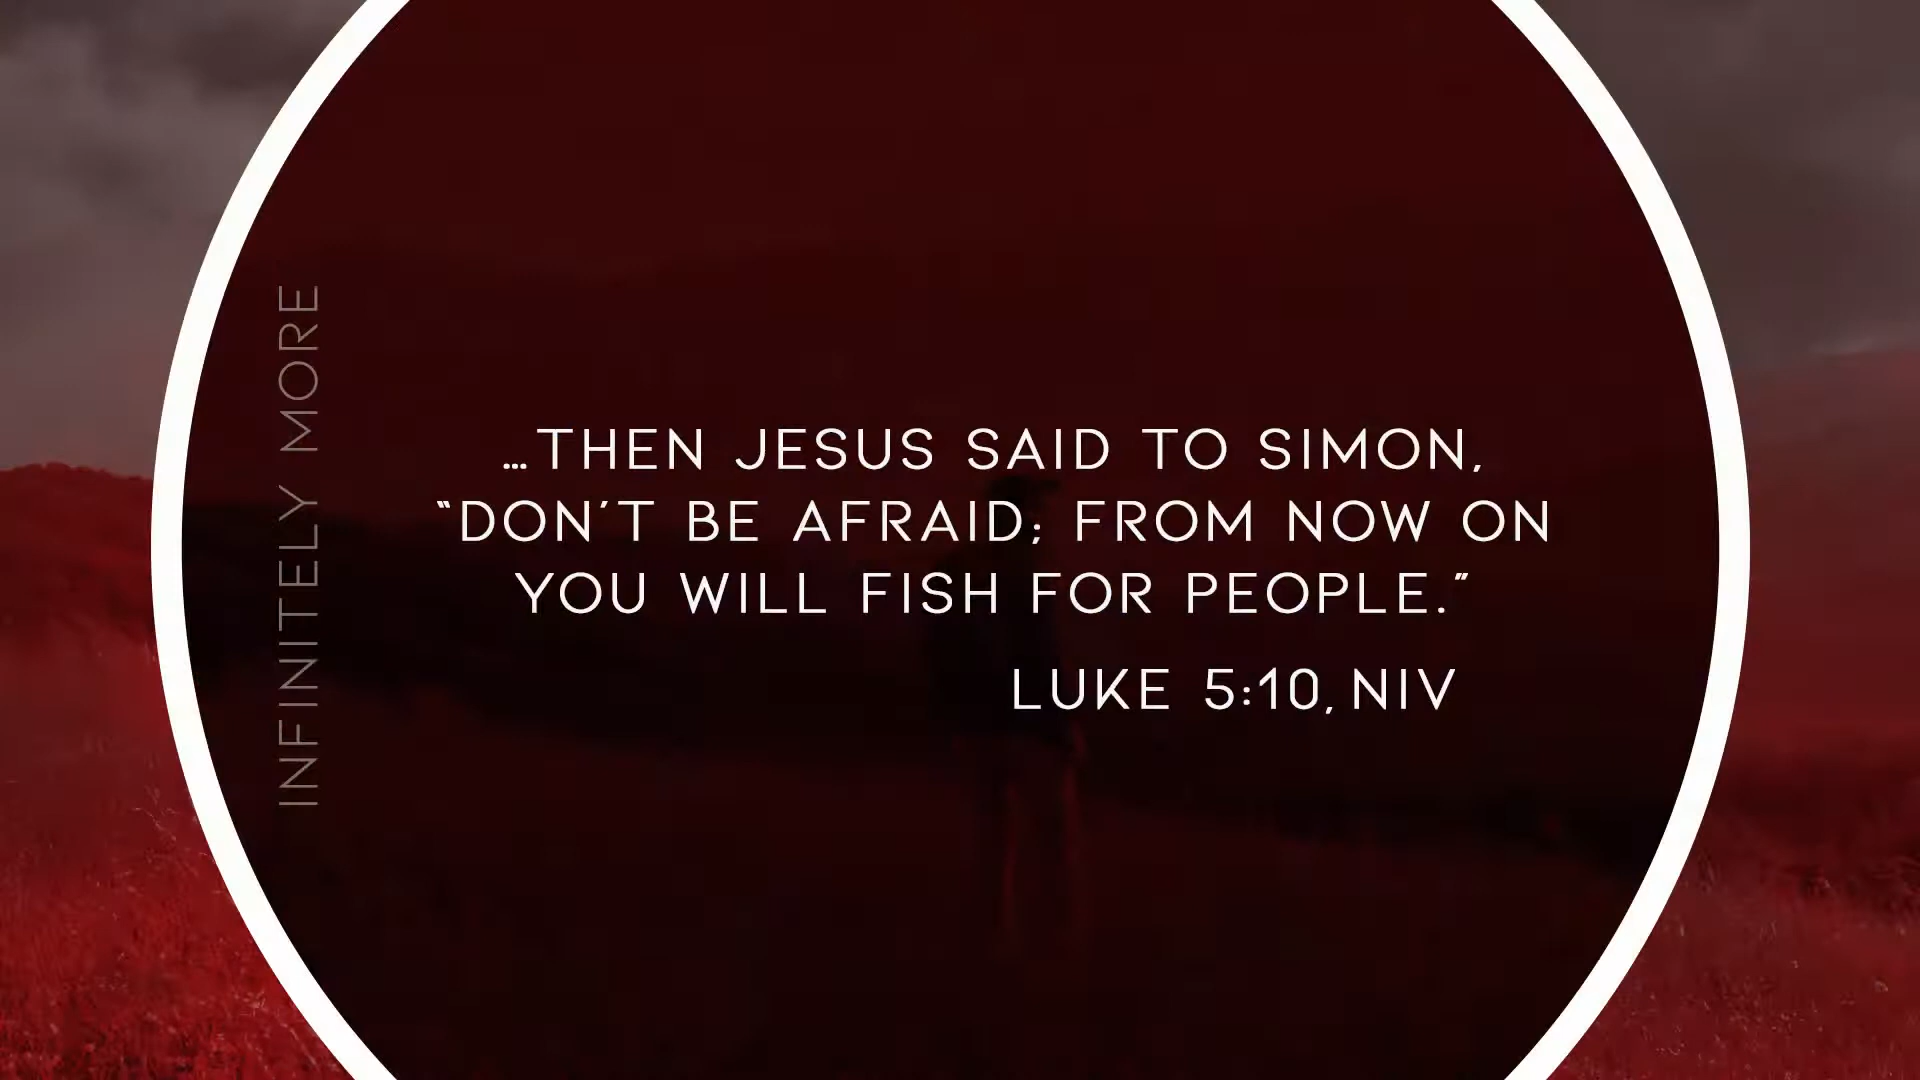 INFINITELY MORE
…THEN JESUS SAID TO SIMON,
“DON’T BE AFRAID; FROM NOW ON
YOU WILL FISH FOR PEOPLE.”
LUKE 5:10, NIV